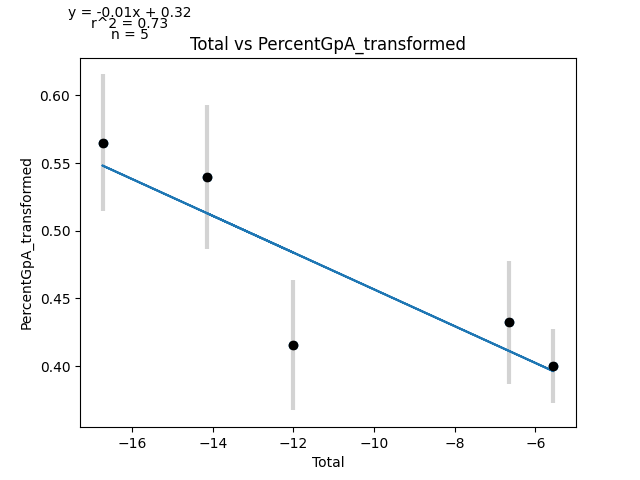 y = -0.01x + 0.32
r^2 = 0.73
n = 5
Total vs PercentGpA_transformed
0.60
0.55
0.50
0.45
0.40
PercentGpA_transformed
−16
−14
−12
−10
−8
−6
Total